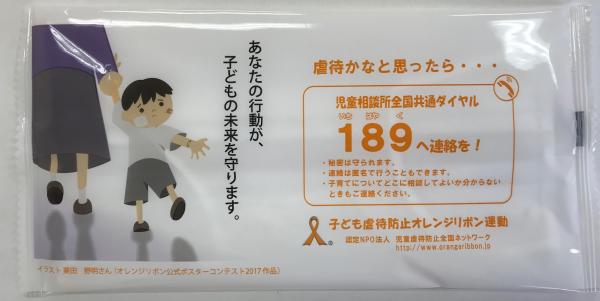 あなたの行動が、
子どもの未来を守ります。
虐待かなと思ったら・・・
児童相談所全国共通ダイヤル
いち はや く
189へ連絡を！
・秘密は守られます。
・連絡は匿名で行うこともできます。
・子育てについてどこに相談してよいか分からない
ときもご連絡ください。
子ども虐待防止オレンジリボン運動
認定NPO法人 児童虐待防止全国ネットワーク
http://www.orangeribbon.jp
イラスト 栗田 野明さん（オレンジリボン公式ポスターコンテスト2017作品）